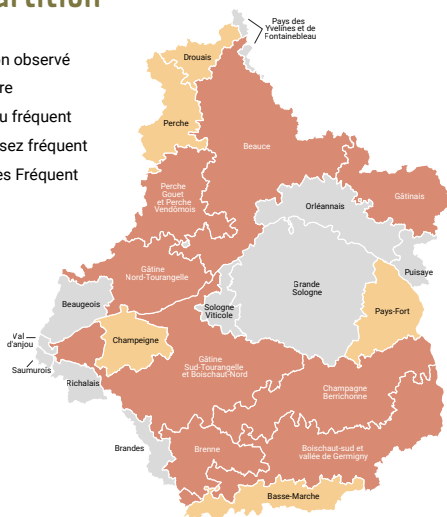 artition
on observé
re
u fréquent
sez fréquent
es Fréquent
Pays des
Yvelines et de
Fontainebleau
Drouais
Perche
Beauce
Perche
Gouet
et Perche
Vendômois
Gâtinais
Orléannais
Gâtine
Nord-Tourangelle
Puisaye
Beaugeois
Sologne
Viticole
Grande
Sologne
Pays-Fort
Val
d'anjou
Champeigne
Saumurois
Richalais
Gâtine
Sud-Tourangelle
et Boischaut-Nord
Champagne
Berrichonne
Brandes
Brenne
Boischaut-sud et
vallée de Germigny
Basse-Marche